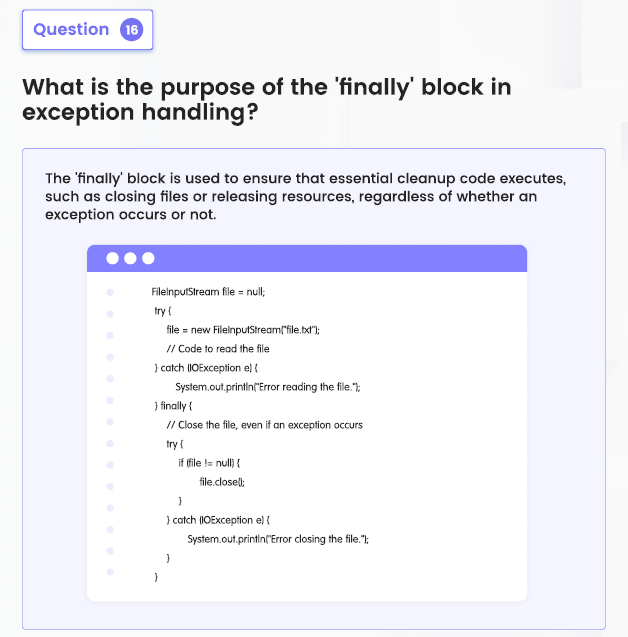 Question 16
What is the purpose of the 'finally' block in
exception handling?
The 'finally' block is used to ensure that essential cleanup code executes,
such as closing files or releasing resources, regardless of whether an
exception occurs or not.
FileInputStream file = null;
try {
file = new FileInputStream("file.txt");
// Code to read the file
} catch (IOException e) {
System.out.println("Error reading the file.");
} finally {
// Close the file, even if an exception occurs
try {
if (file != null) {
file.close();
}
} catch (IOException e) {
System.out.println("Error closing the file.");
}
}